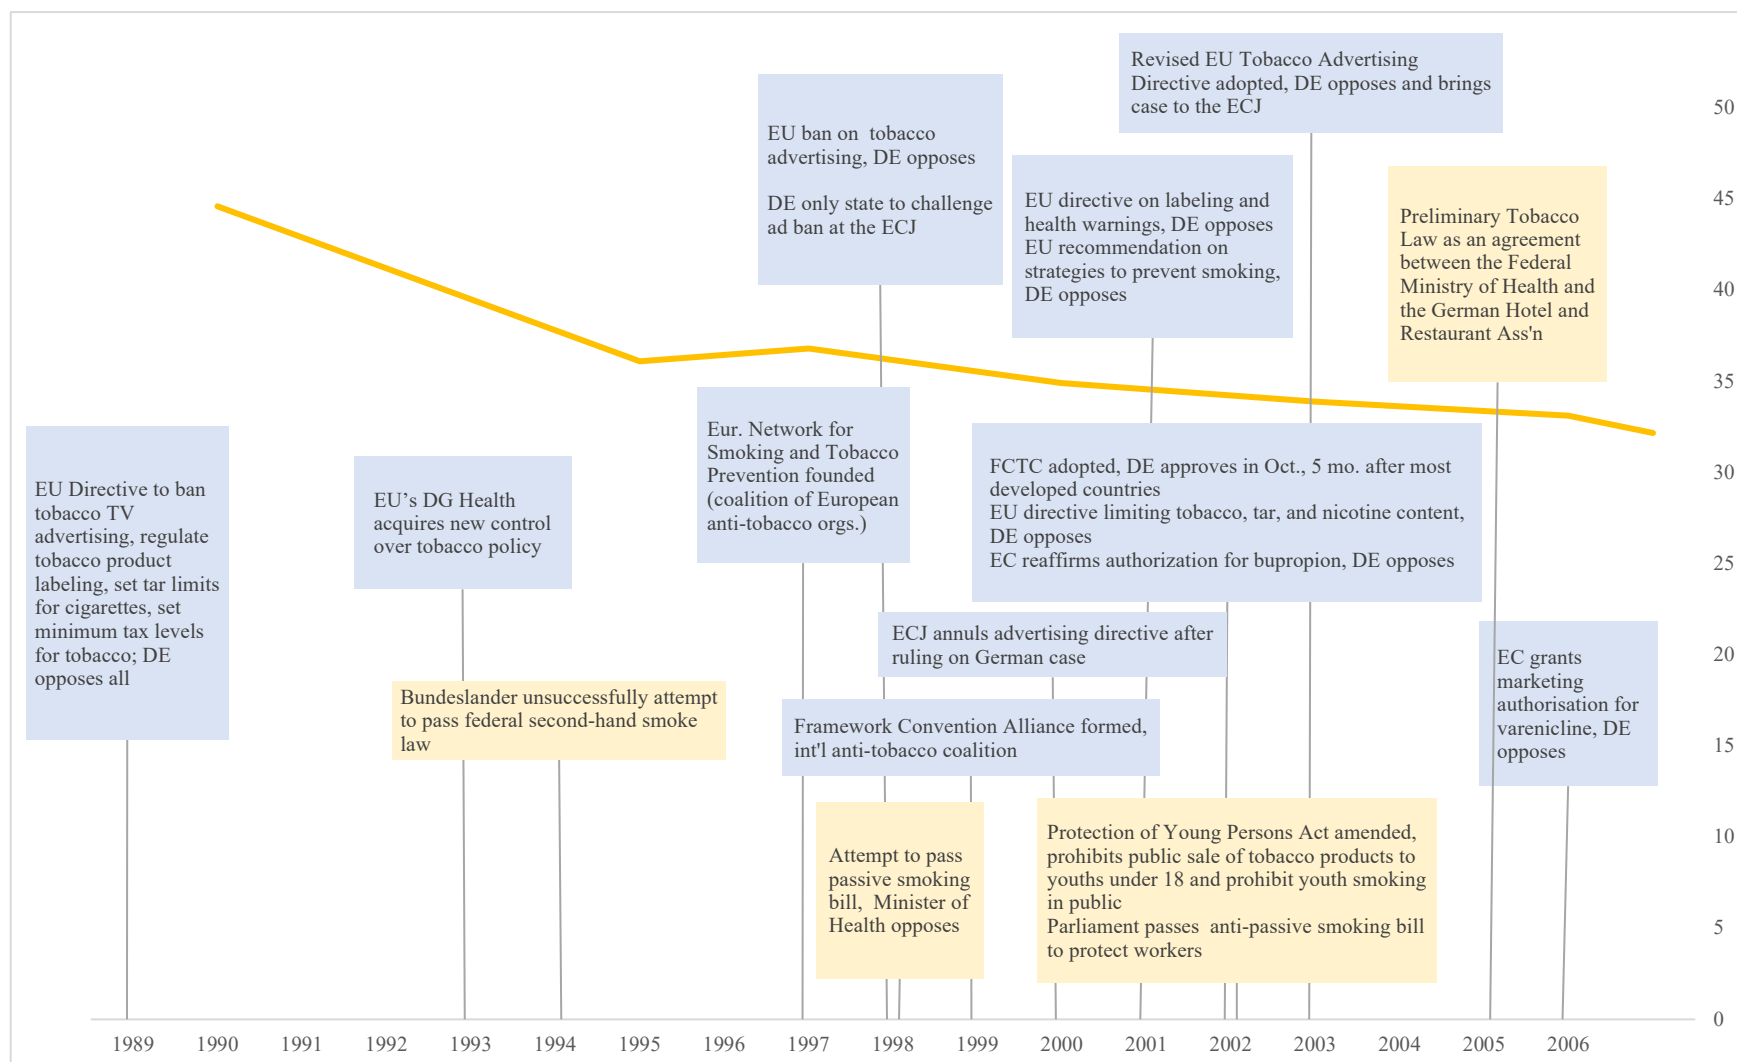 Revised EU Tobacco Advertising
Directive adopted, DE opposes and brings
case to the ECJ
EU ban on  tobacco
advertising, DE opposes
DE only state to challenge
ad ban at the ECJ
EU directive on labeling and
health warnings, DE opposes
EU recommendation on
strategies to prevent smoking,
DE opposes
Preliminary Tobacco
Law as an agreement
between the Federal
Ministry of Health and
the German Hotel and
Restaurant Ass'n
Eur. Network for
Smoking and Tobacco
Prevention founded
(coalition of European
anti-tobacco orgs.)
FCTC adopted, DE approves in Oct., 5 mo. after most
developed countries
EU directive limiting tobacco, tar, and nicotine content,
DE opposes
EC reaffirms authorization for bupropion, DE opposes
EU Directive to ban
tobacco TV
advertising, regulate
tobacco product
labeling, set tar limits
for cigarettes, set
minimum tax levels
for tobacco; DE
opposes all
EU's DG Health
acquires new control
over tobacco policy
ECJ annuls advertising directive after
ruling on German case
EC grants
marketing
authorisation for
varenicline, DE
opposes
Bundeslander unsuccessfully attempt
to pass federal second-hand smoke
law
Framework Convention Alliance formed,
int'l anti-tobacco coalition
Attempt to pass
passive smoking
bill,  Minister of
Health opposes
Protection of Young Persons Act amended,
prohibits public sale of tobacco products to
youths under 18 and prohibit youth smoking
in public
Parliament passes  anti-passive smoking bill
to protect workers
50
45
40
35
30
25
20
15
10
5
0
1989 1990 1991 1992 1993 1994 1995 1996 1997 1998 1999 2000 2001 2002 2003 2004 2005 2006